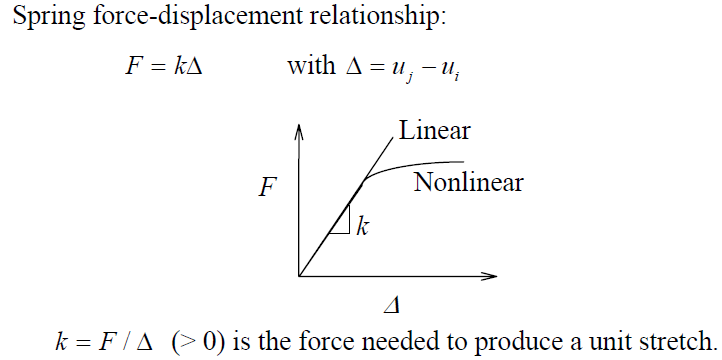 Spring force-displacement relationship:
F = kΔ with Δ = u_j − u_i
Linear
F
Nonlinear
k
Δ
k = F / Δ (> 0) is the force needed to produce a unit stretch.